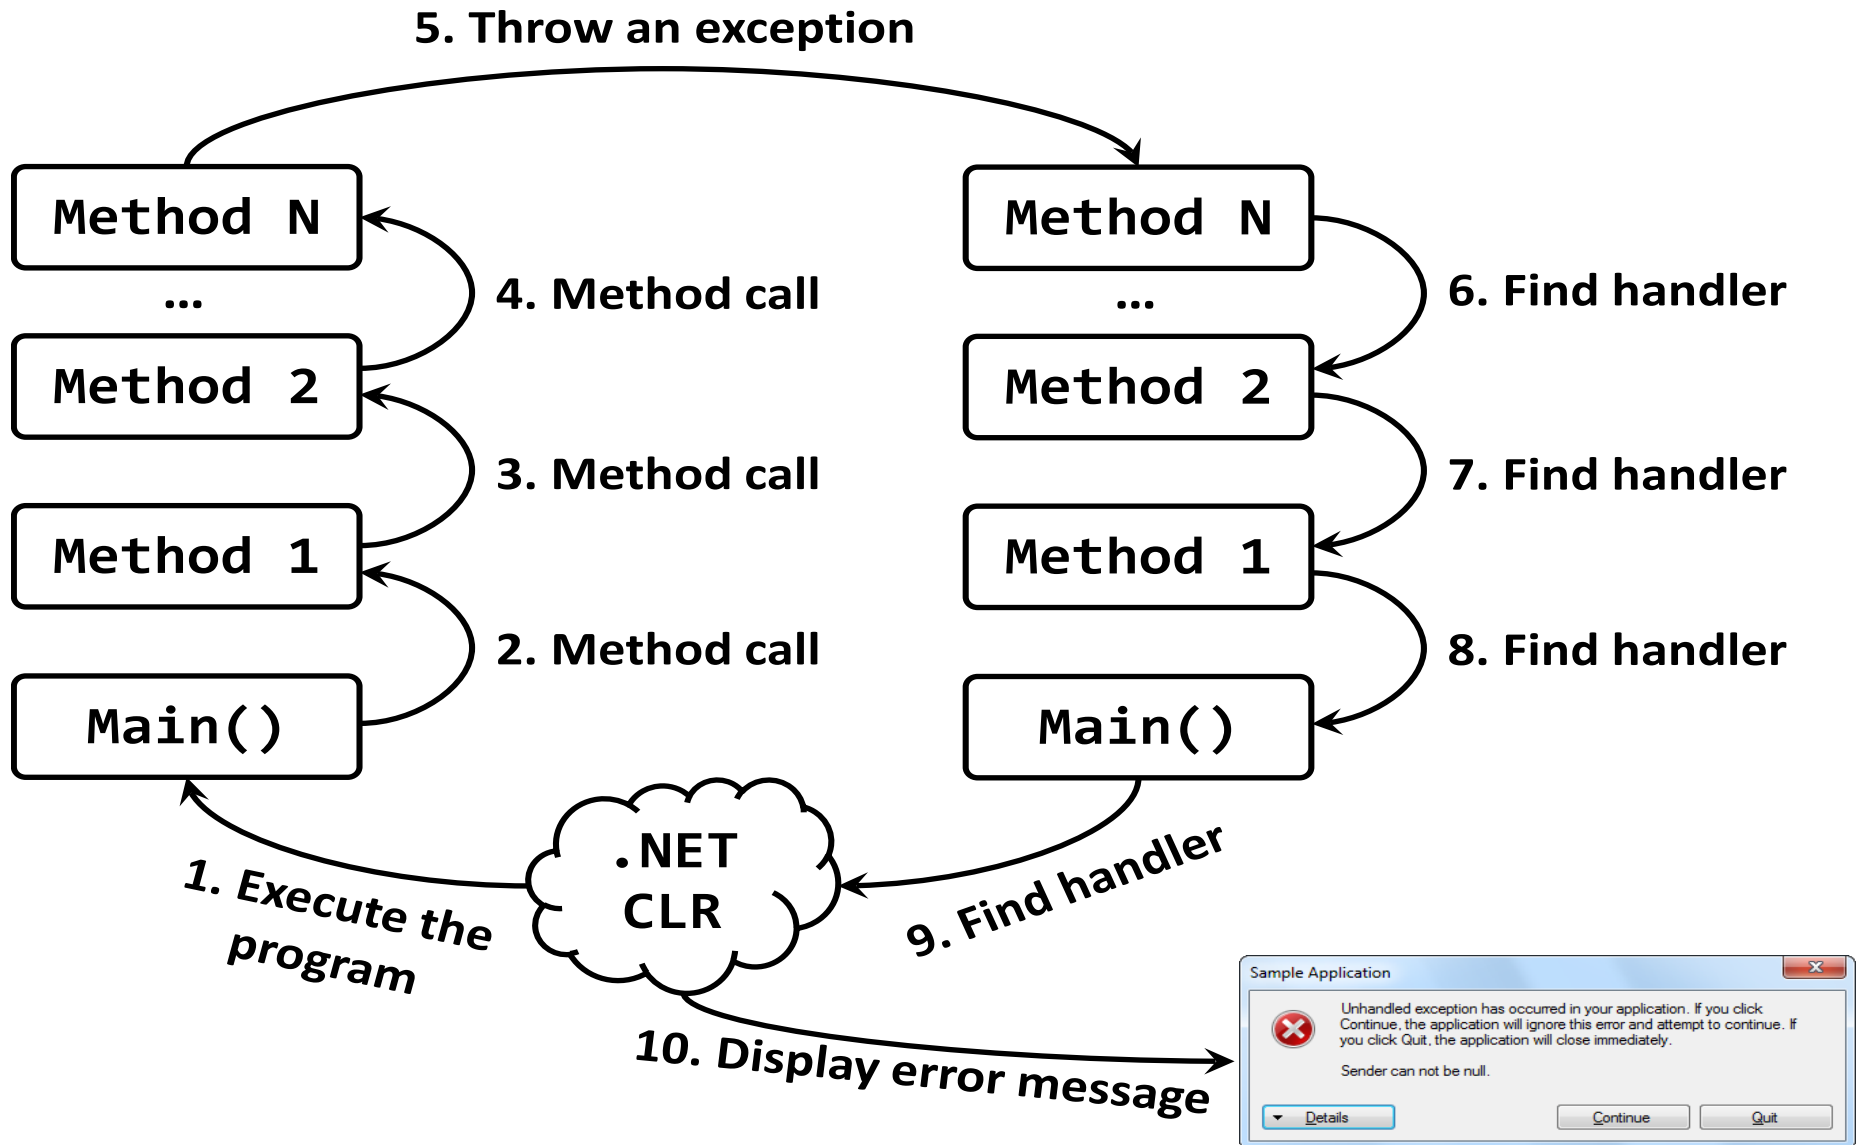 5. Throw an exception
Method N
...
Method 2
Method 1
Main()
4. Method call
3. Method call
2. Method call
Method N
...
Method 2
Method 1
Main()
6. Find handler
7. Find handler
8. Find handler
.NET
CLR
1. Execute the
program
9. Find handler
10. Display error message
Sample Application
Unhandled exception has occurred in your application. If you click
Continue, the application will ignore this error and attempt to continue. If
you click Quit, the application will close immediately.
Sender can not be null.
Details
Continue
Quit